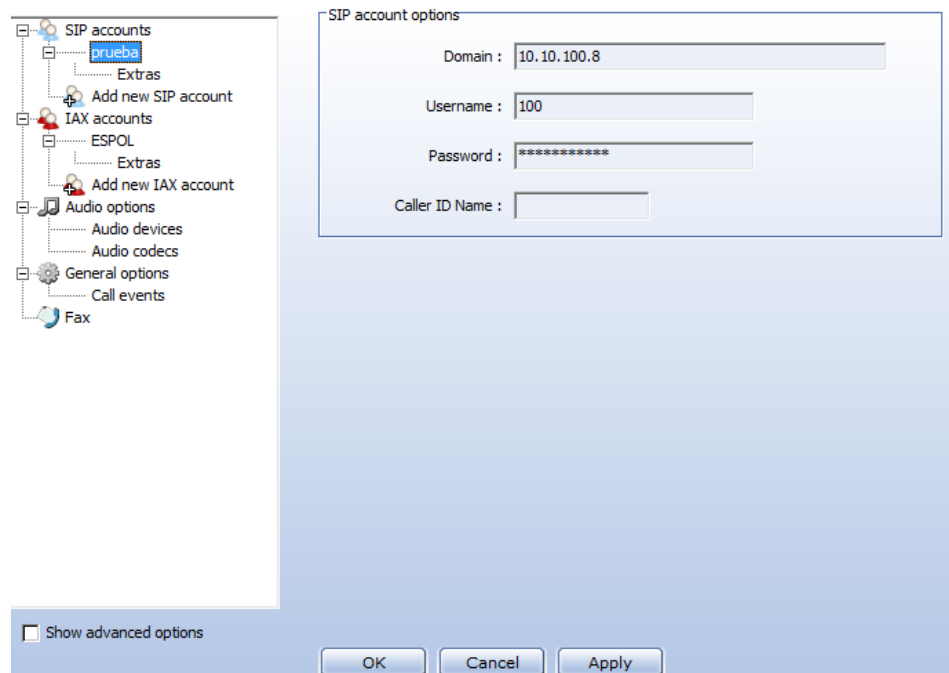 SIP accounts
prueba
Extras
Add new SIP account
IAX accounts
ESPOL
Extras
Add new IAX account
Audio options
Audio devices
Audio codecs
General options
Call events
Fax
Show advanced options
SIP account options
Domain : 10.10.100.8
Username : 100
Password : ***********
Caller ID Name :
OK Cancel Apply